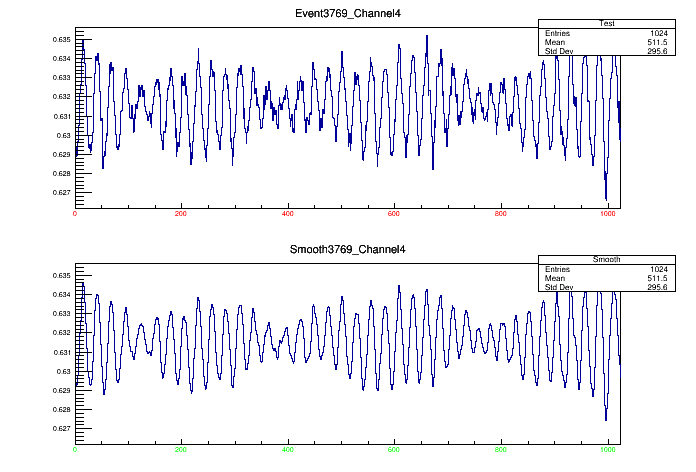 Event3769_Channel4
Test
Entries 1024
Mean 511.5
Std Dev 295.6
0.635
0.634
0.633
0.632
0.631
0.63
0.629
0.628
0.627
0 200 400 600 800 1000
Smooth3769_Channel4
Smooth
Entries 1024
Mean 511.5
Std Dev 295.6
0.635
0.634
0.633
0.632
0.631
0.63
0.629
0.628
0.627
0 200 400 600 800 1000